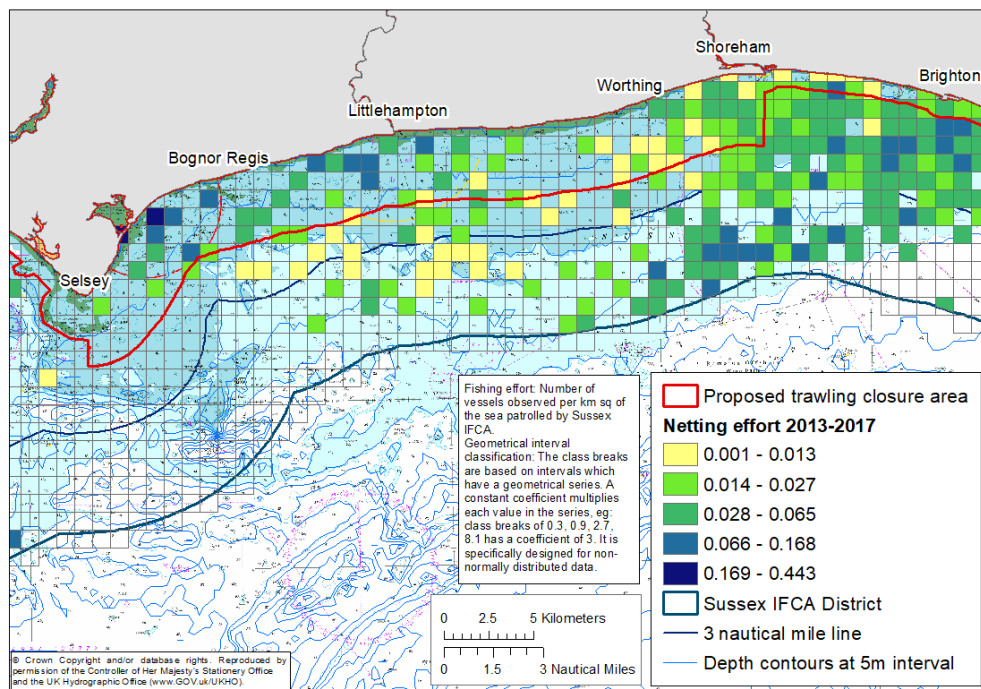 Shoreham
Brighton
Worthing
Littlehampton
Bognor Regis
Selsey
Fishing effort: Number of
vessels observed per km sq of
the sea patrolled by Sussex
IFCA.
Geometrical interval
classification: The class breaks
are based on intervals which
have a geometrical series. A
constant coefficient multiplies
each value in the series, eg:
class breaks of 0.3, 0.9, 2.7,
8.1 has a coefficient of 3. It is
specifically designed for non-
normally distributed data.
Proposed trawling closure area
Netting effort 2013-2017
0.001 - 0.013
0.014 - 0.027
0.028 - 0.065
0.066 - 0.168
0.169 - 0.443
Sussex IFCA District
3 nautical mile line
Depth contours at 5m interval
0 2.5 5 Kilometers
0 1.5 3 Nautical Miles
© Crown Copyright and/or database rights. Reproduced by
permission of the Controller of Her Majesty's Stationery Office
and the UK Hydrographic Office (www.GOV.uk/UKHO).